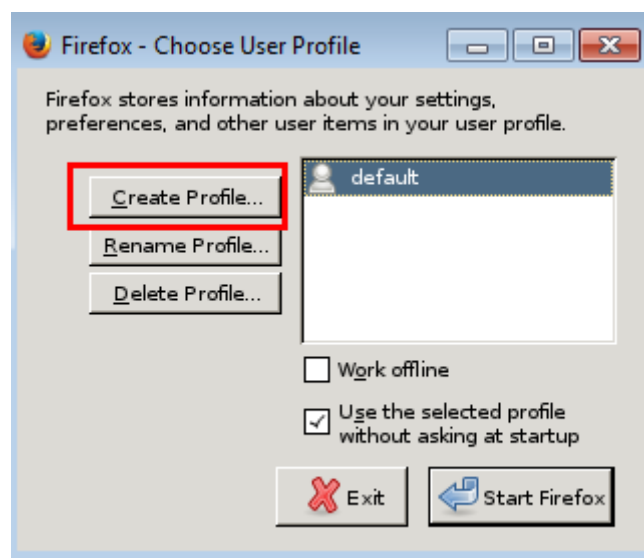 Firefox - Choose User Profile
Firefox stores information about your settings,
preferences, and other user items in your user profile.
Create Profile...
default
Rename Profile...
Delete Profile...
Work offline
Use the selected profile
without asking at startup
Exit
Start Firefox